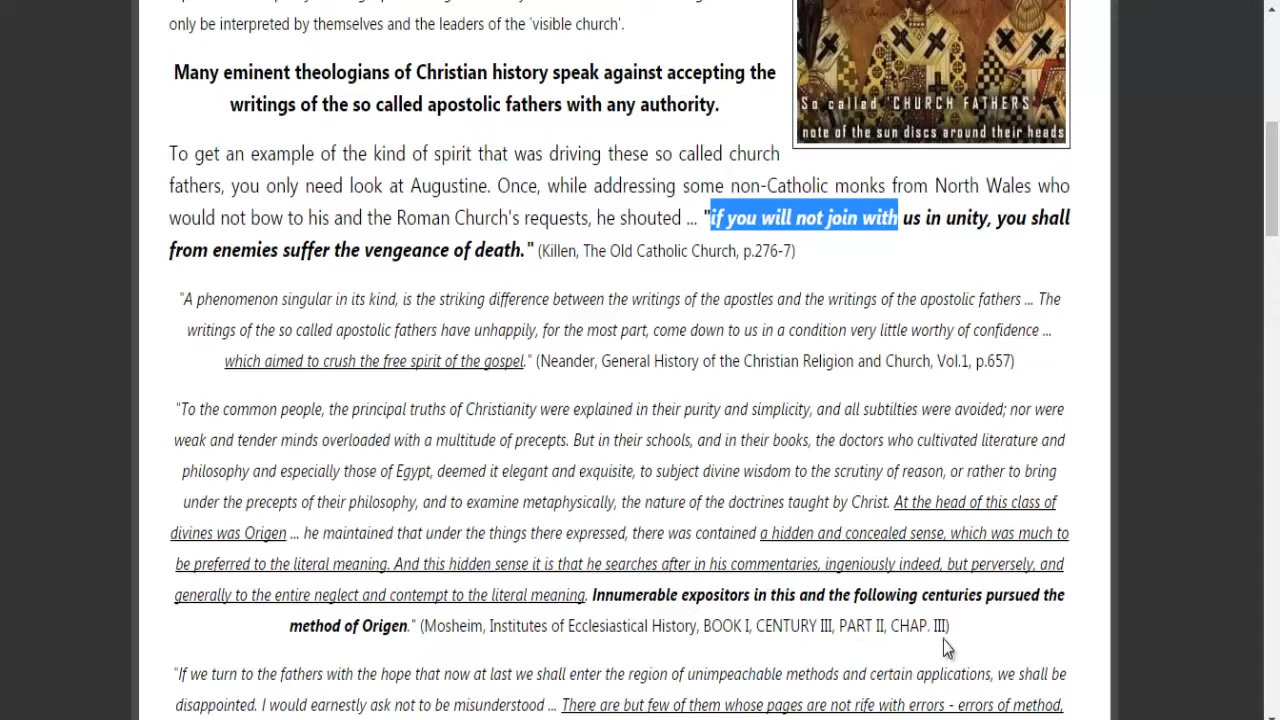 only be interpreted by themselves and the leaders of the 'visible church'.
Many eminent theologians of Christian history speak against accepting the
writings of the so called apostolic fathers with any authority.
So called 'CHURCH FATHERS'
note of the sun discs around their heads
To get an example of the kind of spirit that was driving these so called church
fathers, you only need look at Augustine. Once, while addressing some non-Catholic monks from North Wales who
would not bow to his and the Roman Church's requests, he shouted ... "if you will not join with us in unity, you shall
from enemies suffer the vengeance of death." (Killen, The Old Catholic Church, p.276-7)
"A phenomenon singular in its kind, is the striking difference between the writings of the apostles and the writings of the apostolic fathers ... The
writings of the so called apostolic fathers have unhappily, for the most part, come down to us in a condition very little worthy of confidence ...
which aimed to crush the free spirit of the gospel." (Neander, General History of the Christian Religion and Church, Vol.1, p.657)
"To the common people, the principal truths of Christianity were explained in their purity and simplicity, and all subtilties were avoided; nor were
weak and tender minds overloaded with a multitude of precepts. But in their schools, and in their books, the doctors who cultivated literature and
philosophy and especially those of Egypt, deemed it elegant and exquisite, to subject divine wisdom to the scrutiny of reason, or rather to bring
under the precepts of their philosophy, and to examine metaphysically, the nature of the doctrines taught by Christ. At the head of this class of
divines was Origen ... he maintained that under the things there expressed, there was contained a hidden and concealed sense, which was much to
be preferred to the literal meaning. And this hidden sense it is that he searches after in his commentaries, ingeniously indeed, but perversely, and
generally to the entire neglect and contempt to the literal meaning. Innumerable expositors in this and the following centuries pursued the
method of Origen." (Mosheim, Institutes of Ecclesiastical History, BOOK I, CENTURY III, PART II, CHAP. III)
"If we turn to the fathers with the hope that now at last we shall enter the region of unimpeachable methods and certain applications, we shall be
disappointed. I would earnestly ask not to be misunderstood ... There are but few of them whose pages are not rife with errors - errors of method,